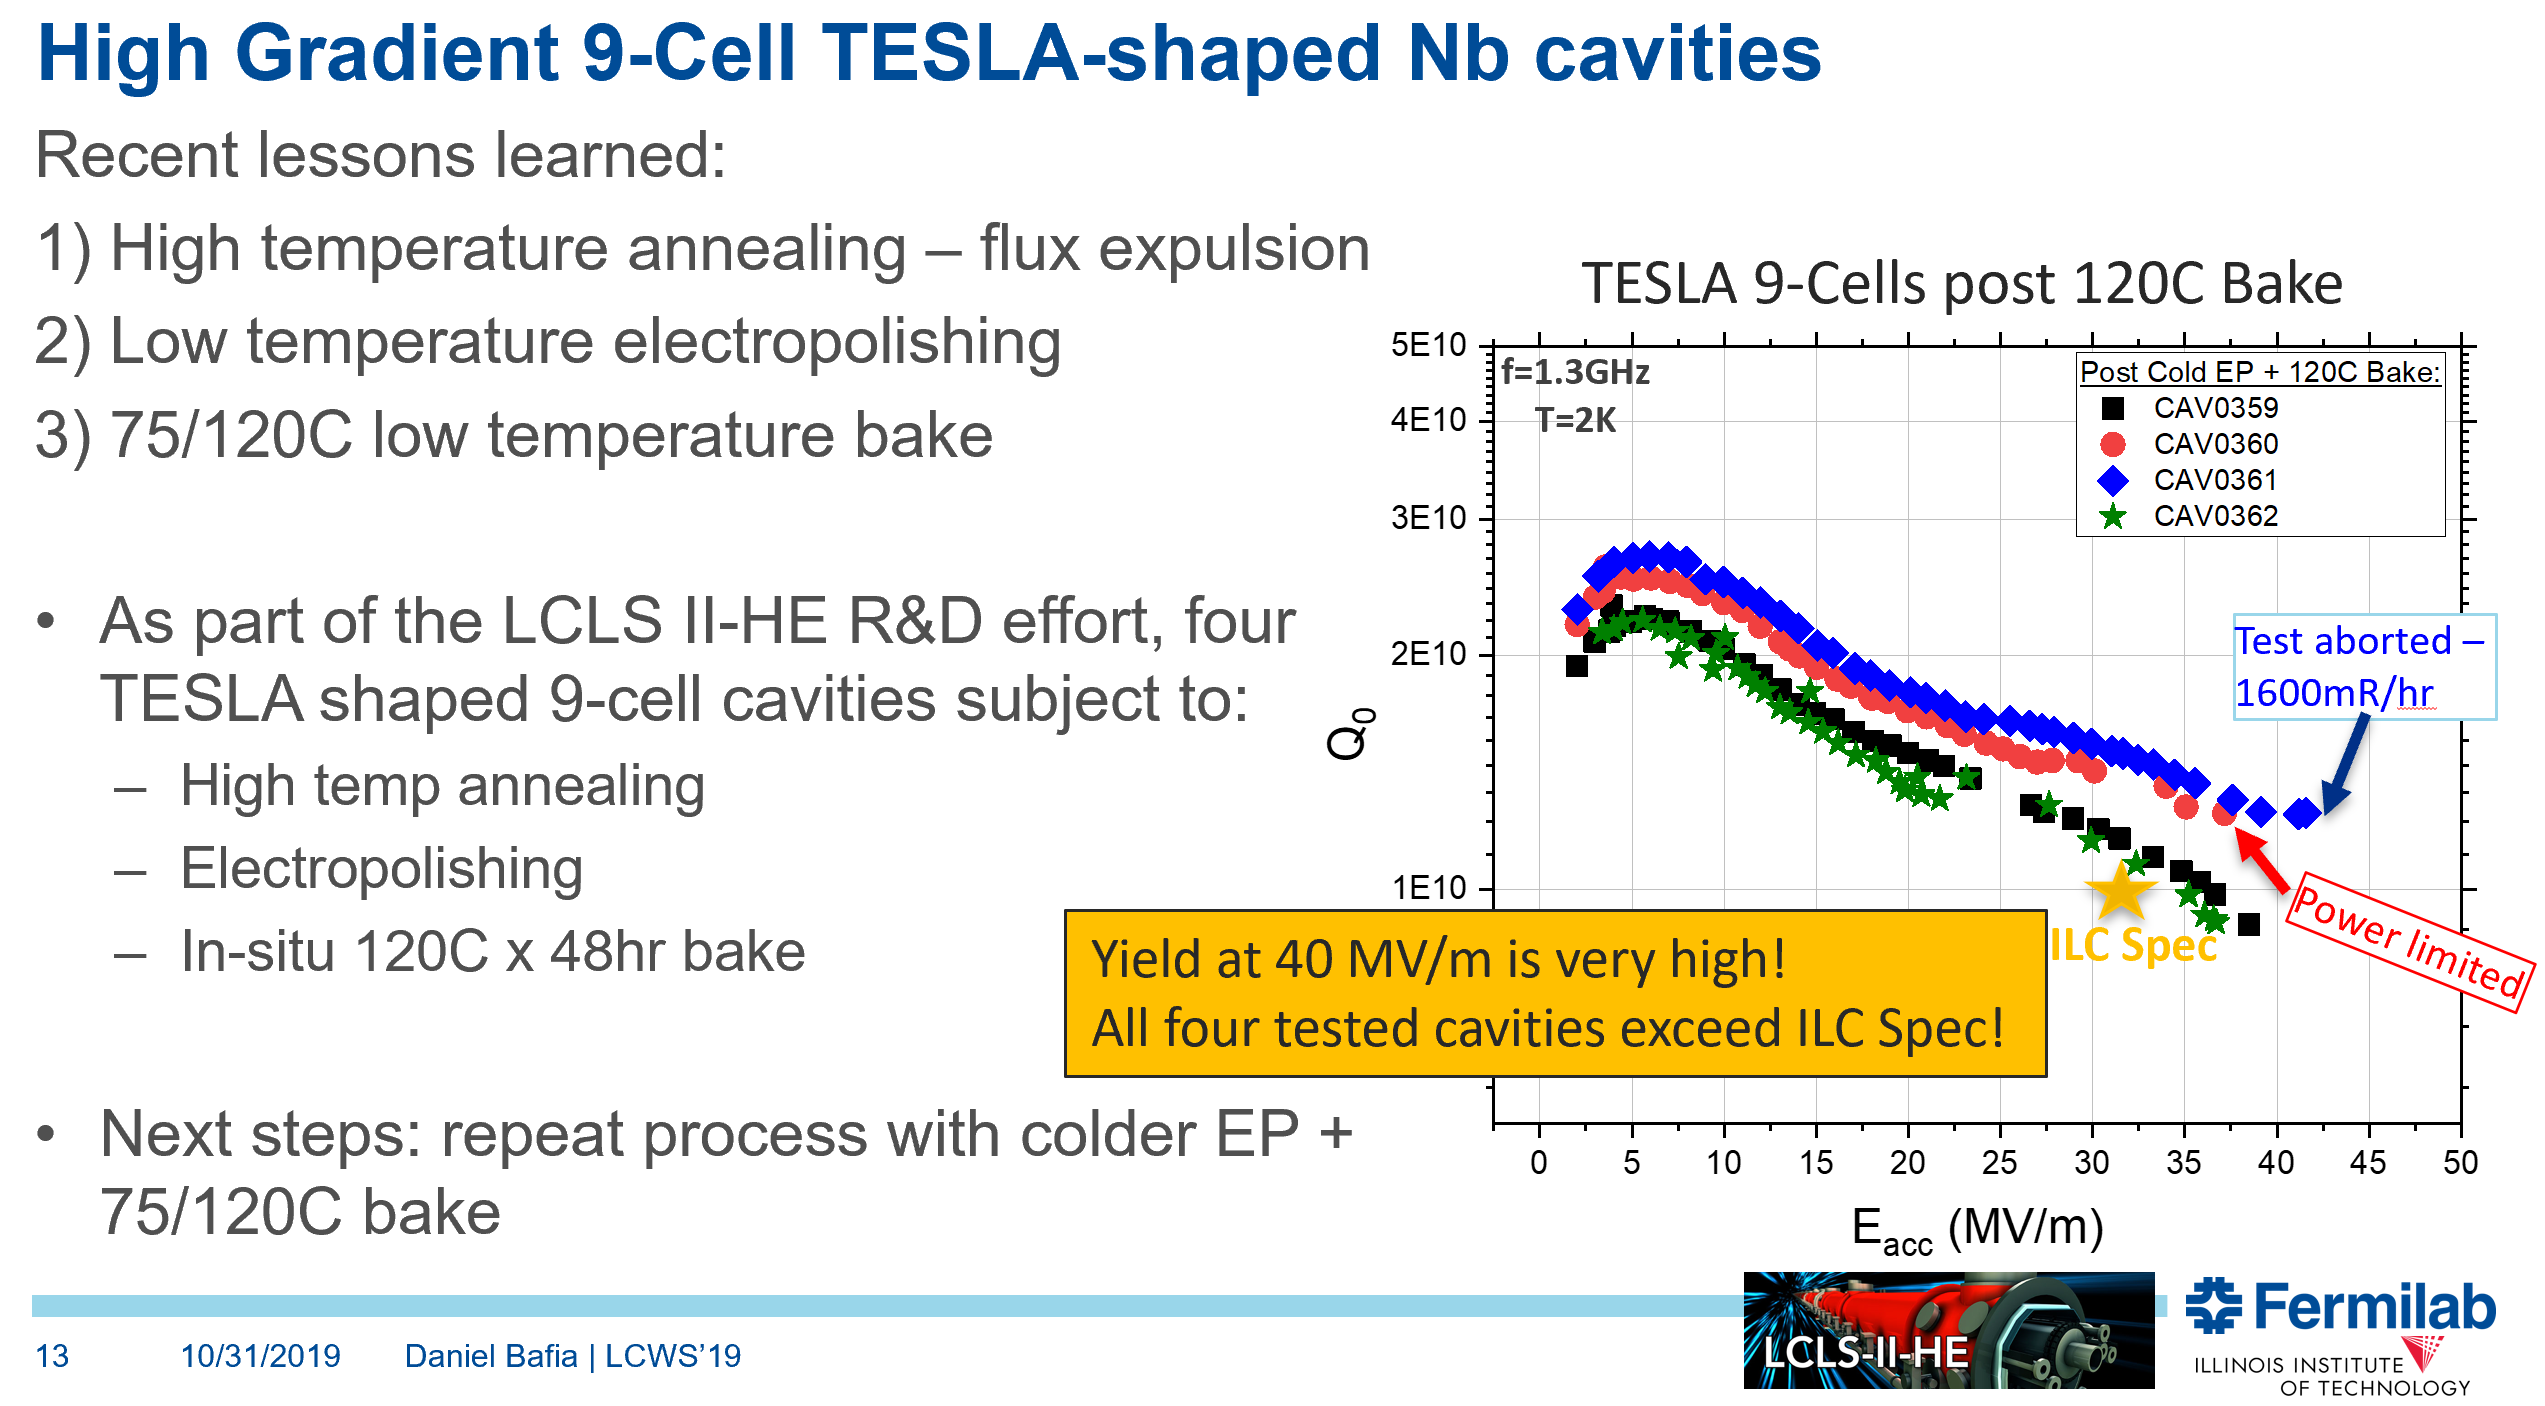 High Gradient 9-Cell TESLA-shaped Nb cavities
Recent lessons learned:
1) High temperature annealing – flux expulsion
2) Low temperature electropolishing
3) 75/120C low temperature bake
• As part of the LCLS II-HE R&D effort, four
TESLA shaped 9-cell cavities subject to:
– High temp annealing
– Electropolishing
– In-situ 120C x 48hr bake
• Next steps: repeat process with colder EP +
75/120C bake
TESLA 9-Cells post 120C Bake
5E10
4E10
3E10
2E10
1E10
Q0
f=1.3GHz
T=2K
Post Cold EP + 120C Bake:
CAV0359
CAV0360
CAV0361
CAV0362
Test aborted –
1600mR/hr
Power limited
ILC Spec
Yield at 40 MV/m is very high!
All four tested cavities exceed ILC Spec!
0 5 10 15 20 25 30 35 40 45 50
Eacc (MV/m)
13 10/31/2019 Daniel Bafia | LCWS’19
LCLS-II-HE
Fermilab
ILLINOIS INSTITUTE
OF TECHNOLOGY